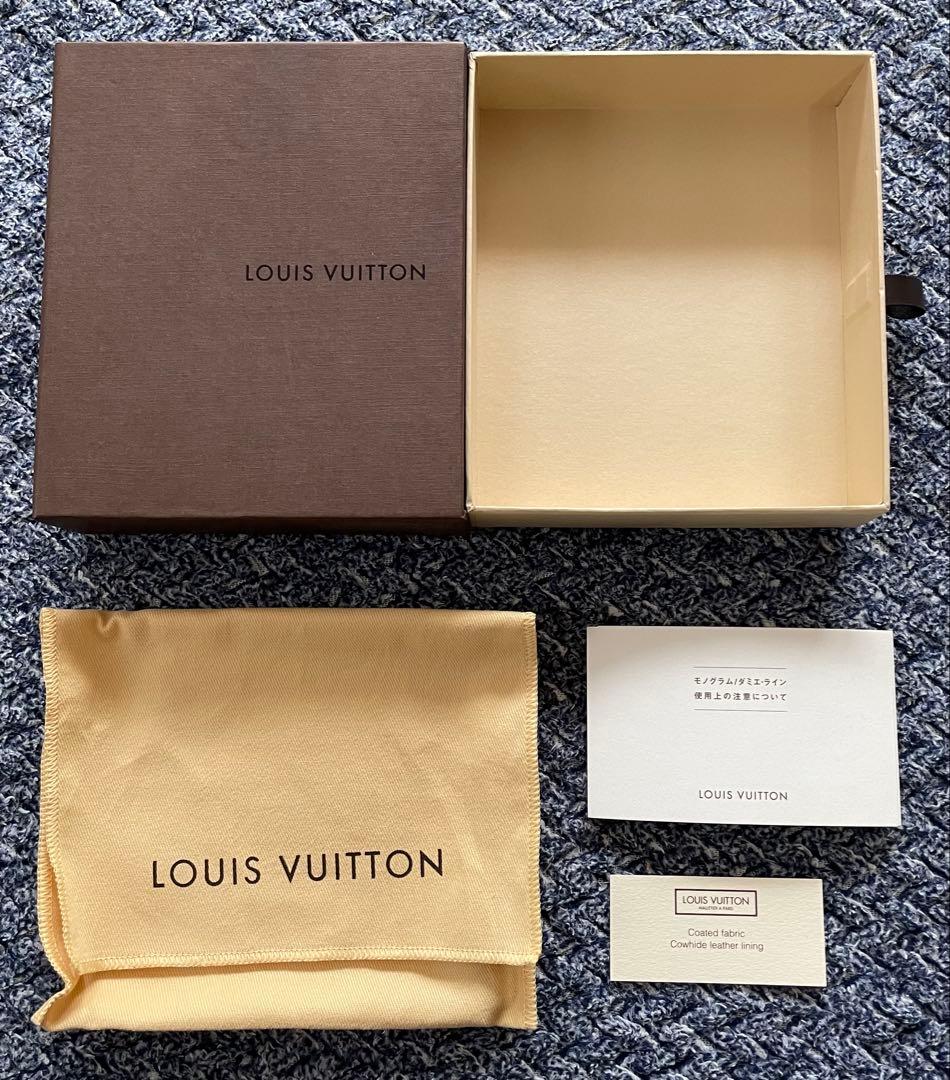 LOUIS VUITTON
LOUIS VUITTON
モノグラム/ダミエ・ライン
使用上の注意について
LOUIS VUITTON
LOUIS VUITTON
MALLETIER A PARIS
Coated fabric
Cowhide leather lining